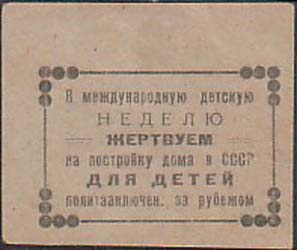 В международную детскую
НЕДЕЛЮ
ЖЕРТВУЕМ
на постройку дома в СССР
ДЛЯ ДЕТЕЙ
политзаключен. за рубежом